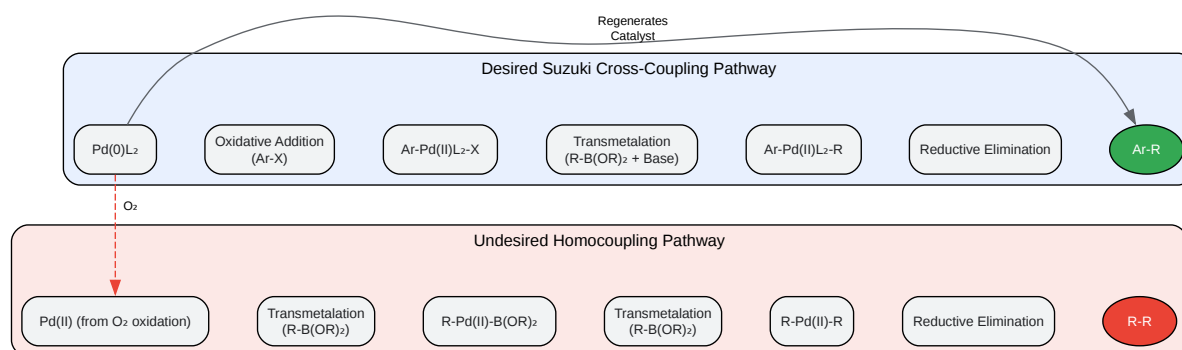 Regenerates
Catalyst
Desired Suzuki Cross-Coupling Pathway
Pd(0)L₂
Oxidative Addition
(Ar-X)
Ar-Pd(II)L₂-X
Transmetalation
(R-B(OR)₂ + Base)
Ar-Pd(II)L₂-R
Reductive Elimination
Ar-R
O₂
Undesired Homocoupling Pathway
Pd(II) (from O₂ oxidation)
Transmetalation
(R-B(OR)₂)
R-Pd(II)-B(OR)₂
Transmetalation
(R-B(OR)₂)
R-Pd(II)-R
Reductive Elimination
R-R